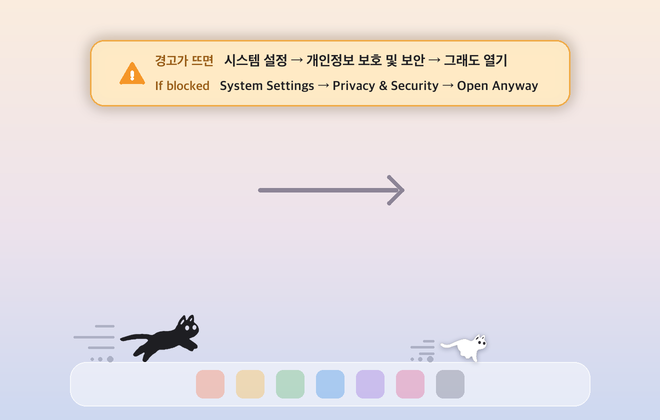 경고가 뜨면 시스템 설정 → 개인정보 보호 및 보안 → 그래도 열기
If blocked System Settings → Privacy & Security → Open Anyway